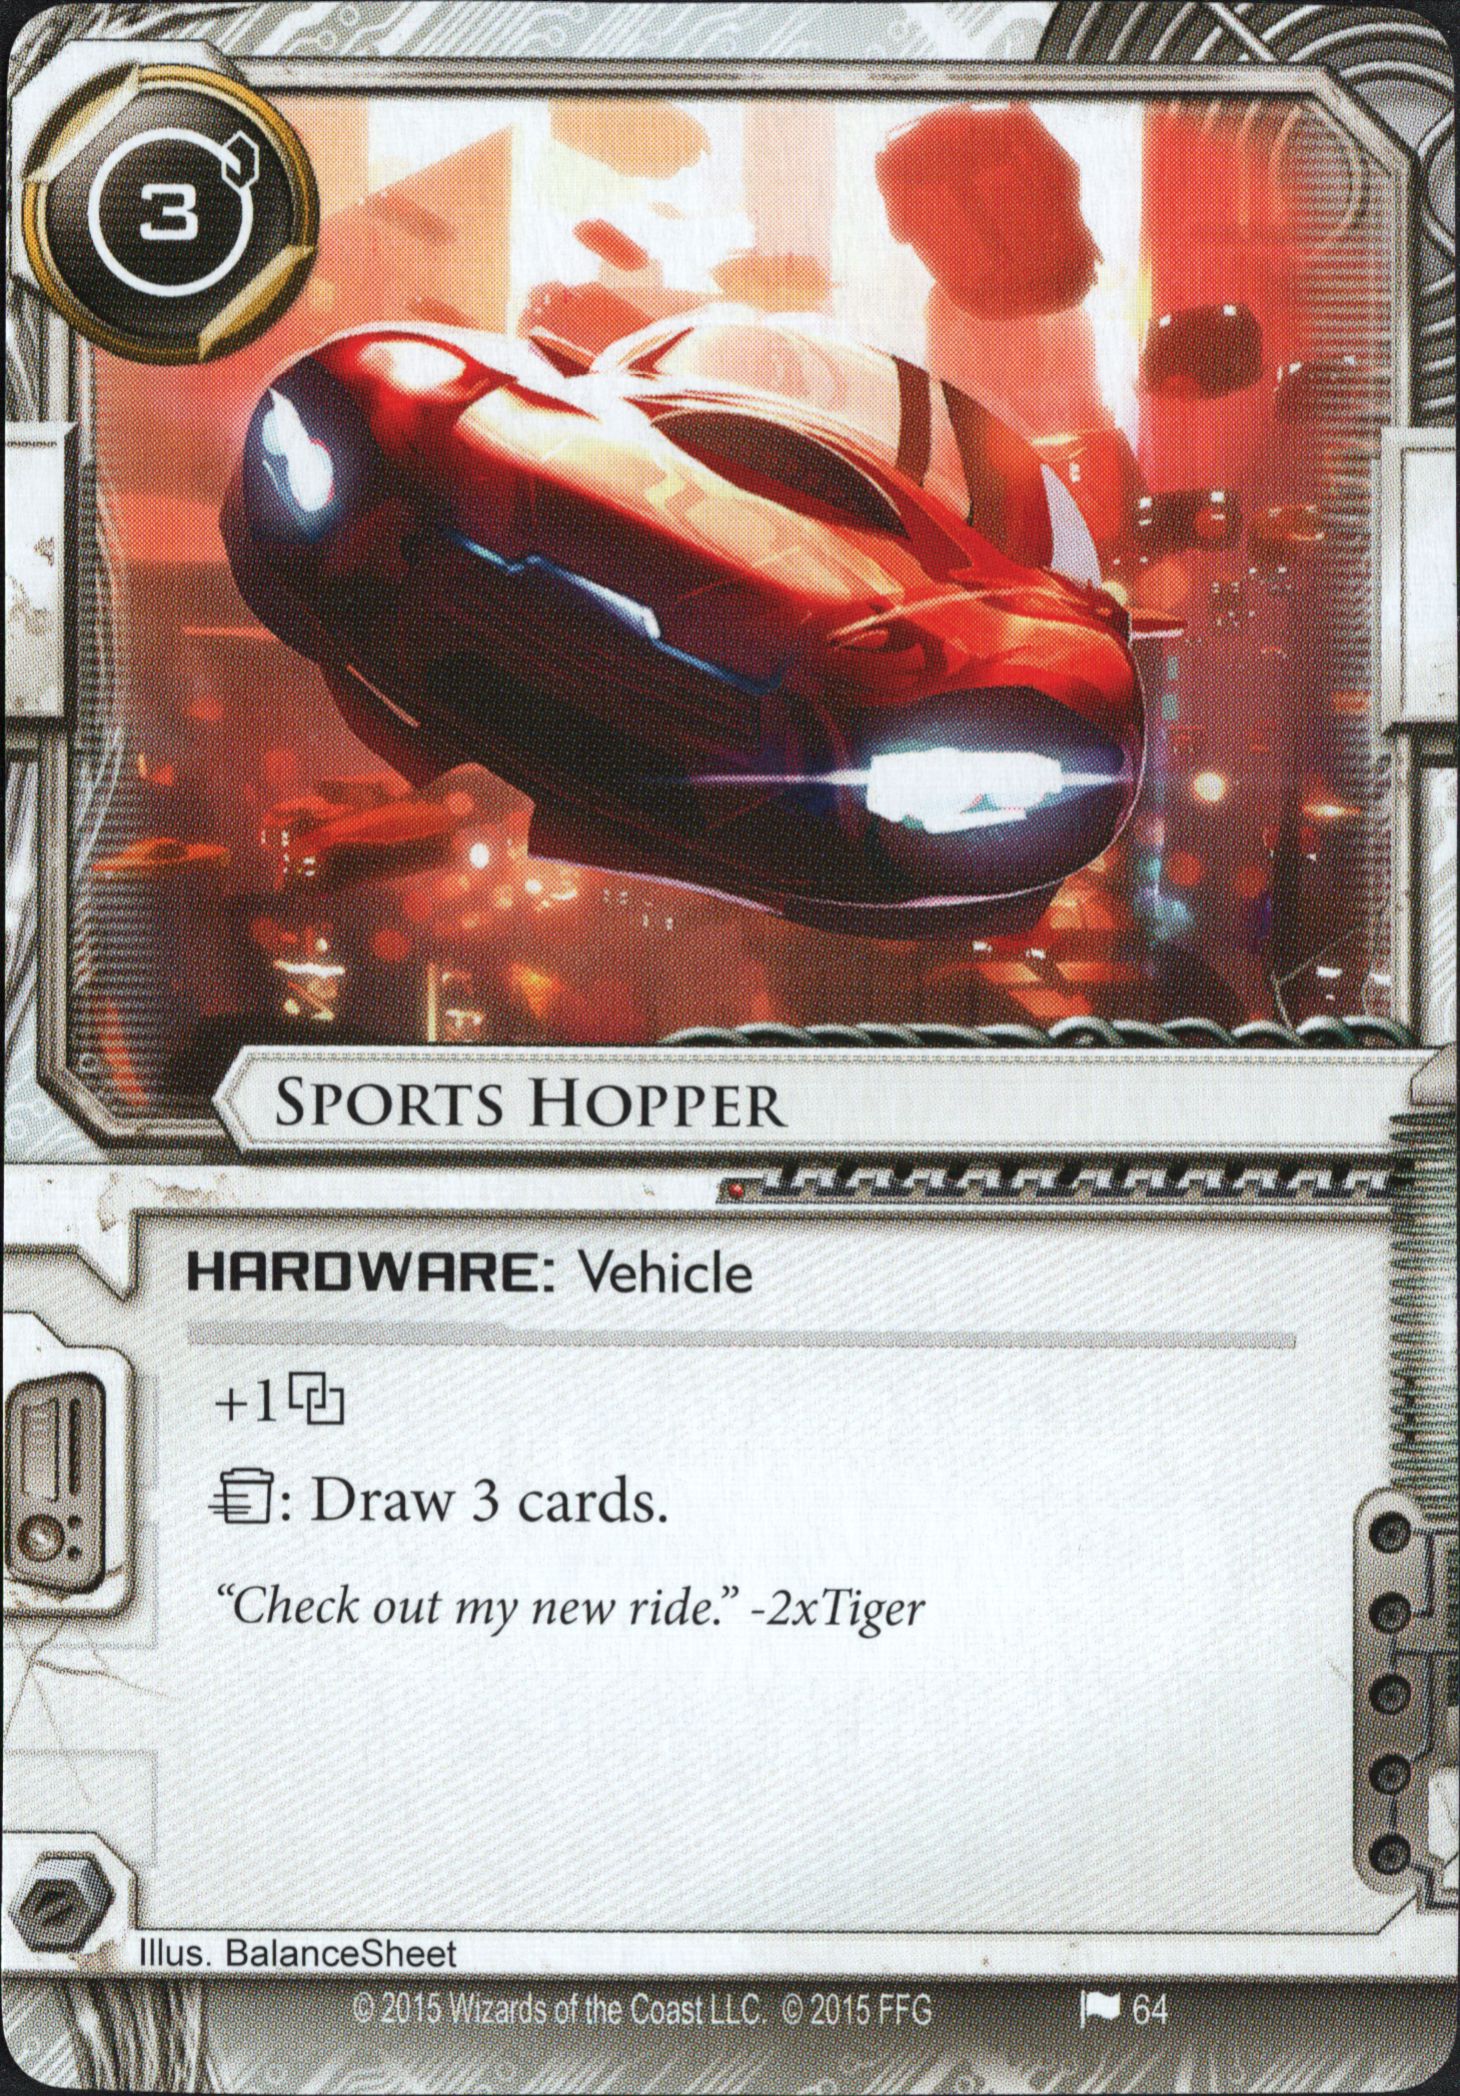 3
SPORTS HOPPER
HARDWARE: Vehicle
+1
: Draw 3 cards.
“Check out my new ride.” -2xTiger
Illus. BalanceSheet
© 2015 Wizards of the Coast LLC. © 2015 FFG 64